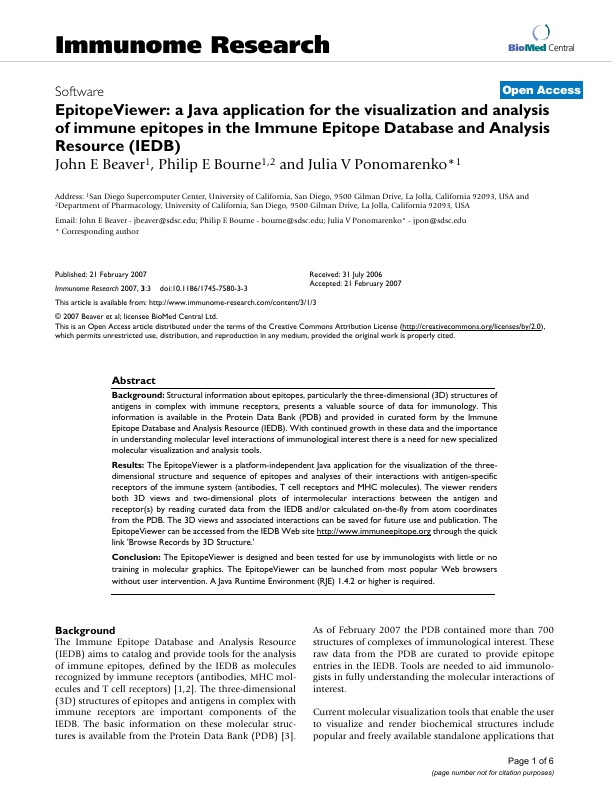 Immunome Research
BioMed Central
Software
Open Access
EpitopeViewer: a Java application for the visualization and analysis
of immune epitopes in the Immune Epitope Database and Analysis
Resource (IEDB)
John E Beaver1, Philip E Bourne1,2 and Julia V Ponomarenko*1
Address: 1San Diego Supercomputer Center, University of California, San Diego, 9500 Gilman Drive, La Jolla, California 92093, USA and
2Department of Pharmacology, University of California, San Diego, 9500 Gilman Drive, La Jolla, California 92093, USA
Email: John E Beaver - jbeaver@sdsc.edu; Philip E Bourne - bourne@sdsc.edu; Julia V Ponomarenko* - jpon@sdsc.edu
* Corresponding author
Published: 21 February 2007
Immunome Research 2007, 3:3 doi:10.1186/1745-7580-3-3
Received: 31 July 2006
Accepted: 21 February 2007
This article is available from: http://www.immunome-research.com/content/3/1/3
© 2007 Beaver et al; licensee BioMed Central Ltd.
This is an Open Access article distributed under the terms of the Creative Commons Attribution License (http://creativecommons.org/licenses/by/2.0),
which permits unrestricted use, distribution, and reproduction in any medium, provided the original work is properly cited.
Abstract
Background: Structural information about epitopes, particularly the three-dimensional (3D) structures of
antigens in complex with immune receptors, presents a valuable source of data for immunology. This
information is available in the Protein Data Bank (PDB) and provided in curated form by the Immune
Epitope Database and Analysis Resource (IEDB). With continued growth in these data and the importance
in understanding molecular level interactions of immunological interest there is a need for new specialized
molecular visualization and analysis tools.
Results: The EpitopeViewer is a platform-independent Java application for the visualization of the three-
dimensional structure and sequence of epitopes and analyses of their interactions with antigen-specific
receptors of the immune system (antibodies, T cell receptors and MHC molecules). The viewer renders
both 3D views and two-dimensional plots of intermolecular interactions between the antigen and
receptor(s) by reading curated data from the IEDB and/or calculated on-the-fly from atom coordinates
from the PDB. The 3D views and associated interactions can be saved for future use and publication. The
EpitopeViewer can be accessed from the IEDB Web site http://www.immuneepitope.org through the quick
link 'Browse Records by 3D Structure.'
Conclusion: The EpitopeViewer is designed and been tested for use by immunologists with little or no
training in molecular graphics. The EpitopeViewer can be launched from most popular Web browsers
without user intervention. A Java Runtime Environment (RJE) 1.4.2 or higher is required.
Background
The Immune Epitope Database and Analysis Resource
(IEDB) aims to catalog and provide tools for the analysis
of immune epitopes, defined by the IEDB as molecules
recognized by immune receptors (antibodies, MHC mol-
ecules and T cell receptors) [1,2]. The three-dimensional
(3D) structures of epitopes and antigens in complex with
immune receptors are important components of the
IEDB. The basic information on these molecular struc-
tures is available from the Protein Data Bank (PDB) [3].
As of February 2007 the PDB contained more than 700
structures of complexes of immunological interest. These
raw data from the PDB are curated to provide epitope
entries in the IEDB. Tools are needed to aid immunolo-
gists in fully understanding the molecular interactions of
interest.
Current molecular visualization tools that enable the user
to visualize and render biochemical structures include
popular and freely available standalone applications that
Page 1 of 6
(page number not for citation purposes)